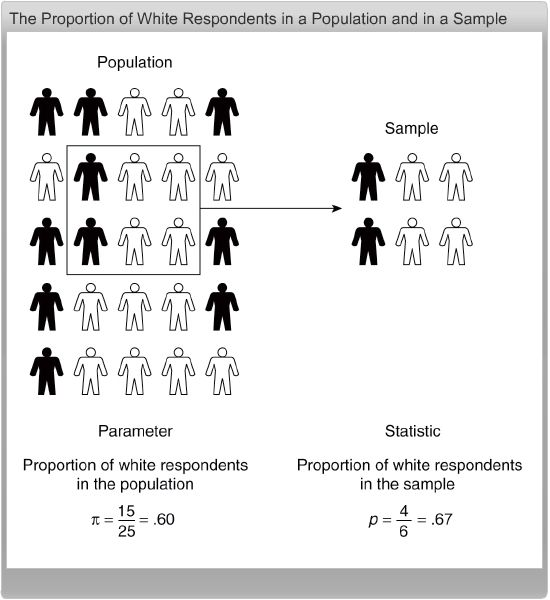 The Proportion of White Respondents in a Population and in a Sample
Population
Sample
Parameter
Proportion of white respondents
in the population
π = 15/25 = .60
Statistic
Proportion of white respondents
in the sample
p = 4/6 = .67